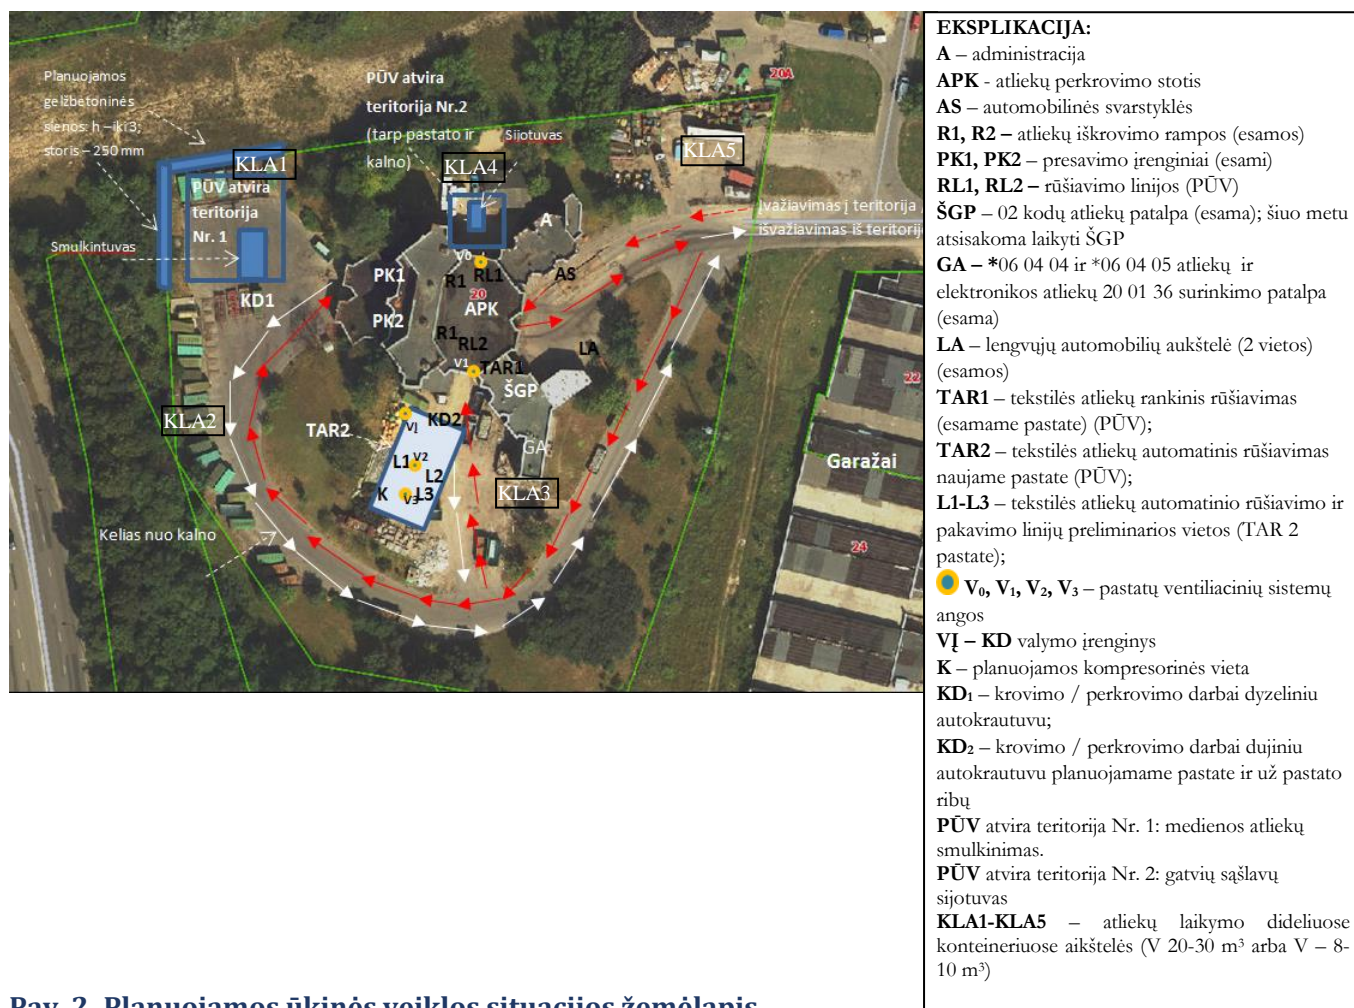 Planuojamos
gelžbetoninės
sienos: h – iki 3;
storis – 250 mm
PŪV atvira
teritorija Nr.2
(tarp pastato ir
kalno)
Sijotuvas
20A
KLA1
KLA4
KLA5
PŪV atvira
teritorija
Nr. 1
Smulkintuvas
A
Įvažiavimas į teritorija
išvažiavimas iš teritorij
V0
R1
RL1
AS
PK1
20
APK
KD1
PK2
R1
RL2
V1
TAR1
LA
ŠGP
22
KLA2
TAR2
KD2
VĮ
GA
L1
V2
L2
Garažai
K
V3
L3
KLA3
Kelias nuo kalno
24
EKSPLIKACIJA:
A – administracija
APK - atliekų perkrovimo stotis
AS – automobilinės svarstyklės
R1, R2 – atliekų iškrovimo rampos (esamos)
PK1, PK2 – presavimo įrenginiai (esami)
RL1, RL2 – rūšiavimo linijos (PŪV)
ŠGP – 02 kodų atliekų patalpa (esama); šiuo metu
atsisakoma laikyti ŠGP
GA – *06 04 04 ir *06 04 05 atliekų ir
elektronikos atliekų 20 01 36 surinkimo patalpa
(esama)
LA – lengvųjų automobilių aukštelė (2 vietos)
(esamos)
TAR1 – tekstilės atliekų rankinis rūšiavimas
(esamame pastate) (PŪV);
TAR2 – tekstilės atliekų automatinis rūšiavimas
naujame pastate (PŪV);
L1-L3 – tekstilės atliekų automatinio rūšiavimo ir
pakavimo linijų preliminarios vietos (TAR 2
pastate);
V₀, V₁, V₂, V₃ – pastatų ventiliacinių sistemų
angos
VĮ – KD valymo įrenginys
K – planuojamos kompresorinės vieta
KD₁ – krovimo / perkrovimo darbai dyzeliniu
autokrautuvu;
KD₂ – krovimo / perkrovimo darbai dujiniu
autokrautuvu planuojamame pastate ir už pastato
ribų
PŪV atvira teritorija Nr. 1: medienos atliekų
smulkinimas.
PŪV atvira teritorija Nr. 2: gatvių sąšlavų
sijotuvas
KLA1-KLA5 – atliekų laikymo dideliuose
konteineriuose aikštelės (V 20-30 m³ arba V – 8-
10 m³)
Pav. 2. Planuojamos ūkinės veiklos situacijos žemėlapis